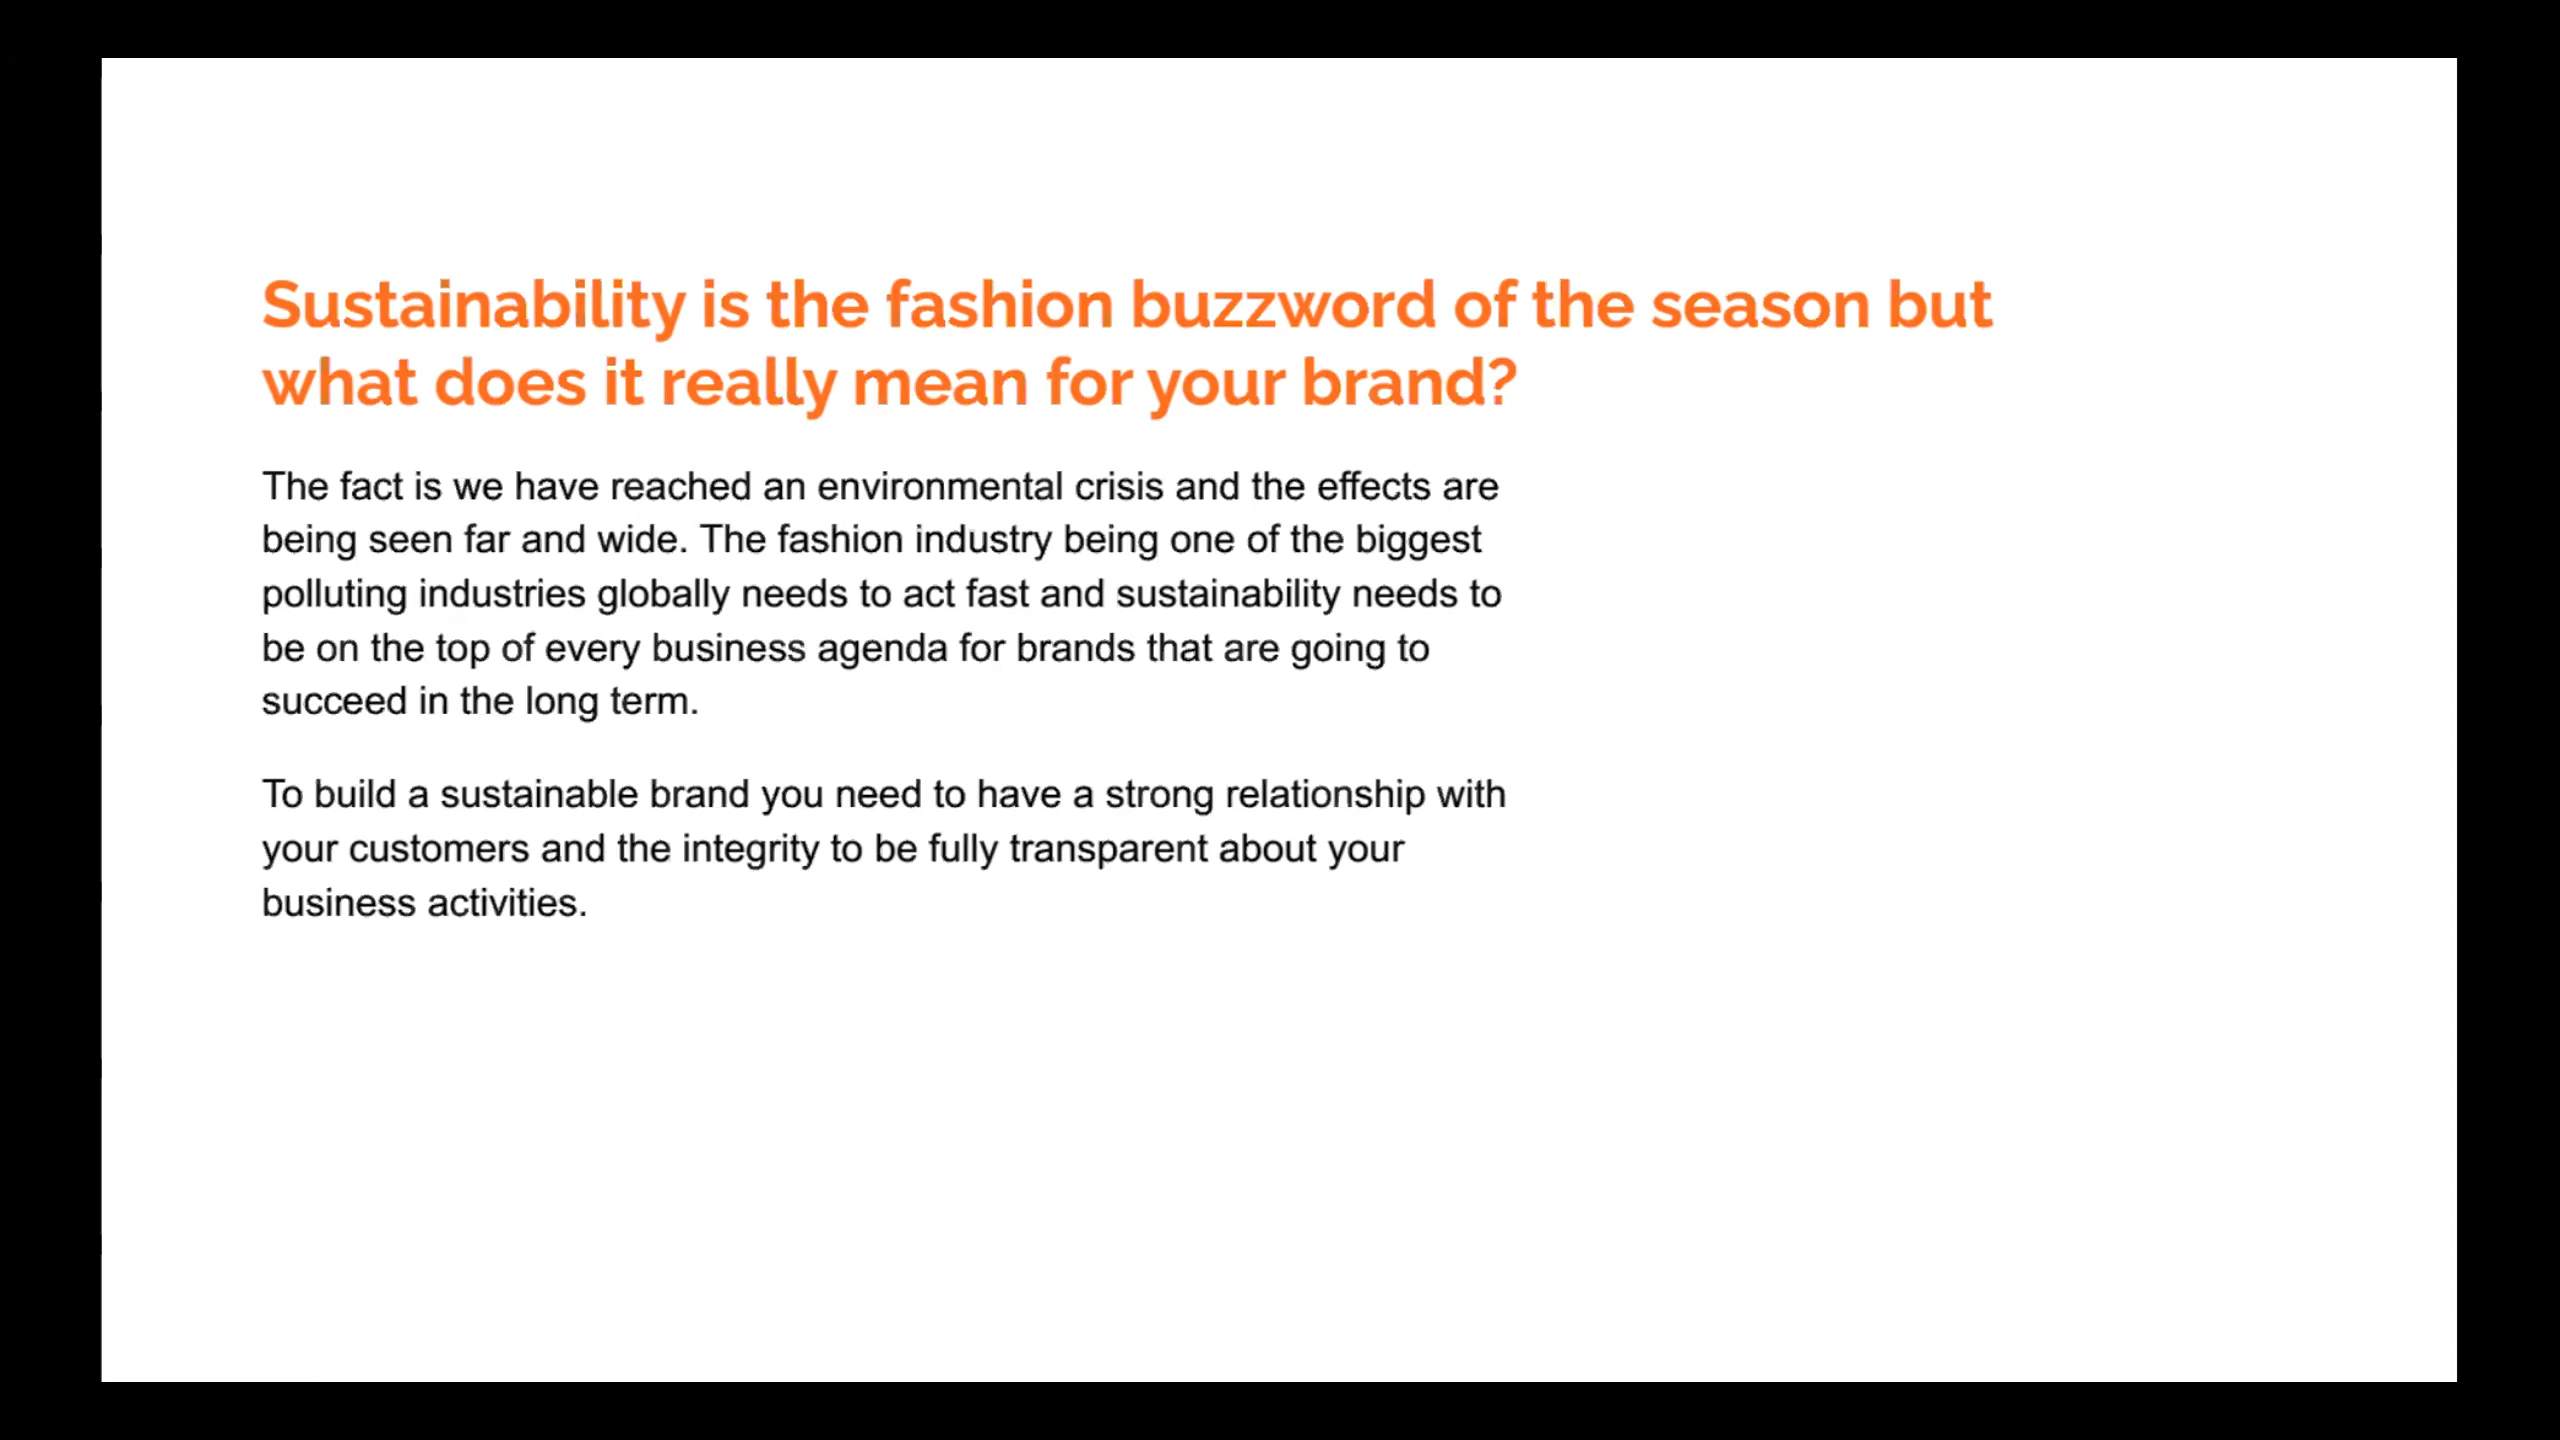 Sustainability is the fashion buzzword of the season but
what does it really mean for your brand?
The fact is we have reached an environmental crisis and the effects are
being seen far and wide. The fashion industry being one of the biggest
polluting industries globally needs to act fast and sustainability needs to
be on the top of every business agenda for brands that are going to
succeed in the long term.
To build a sustainable brand you need to have a strong relationship with
your customers and the integrity to be fully transparent about your
business activities.